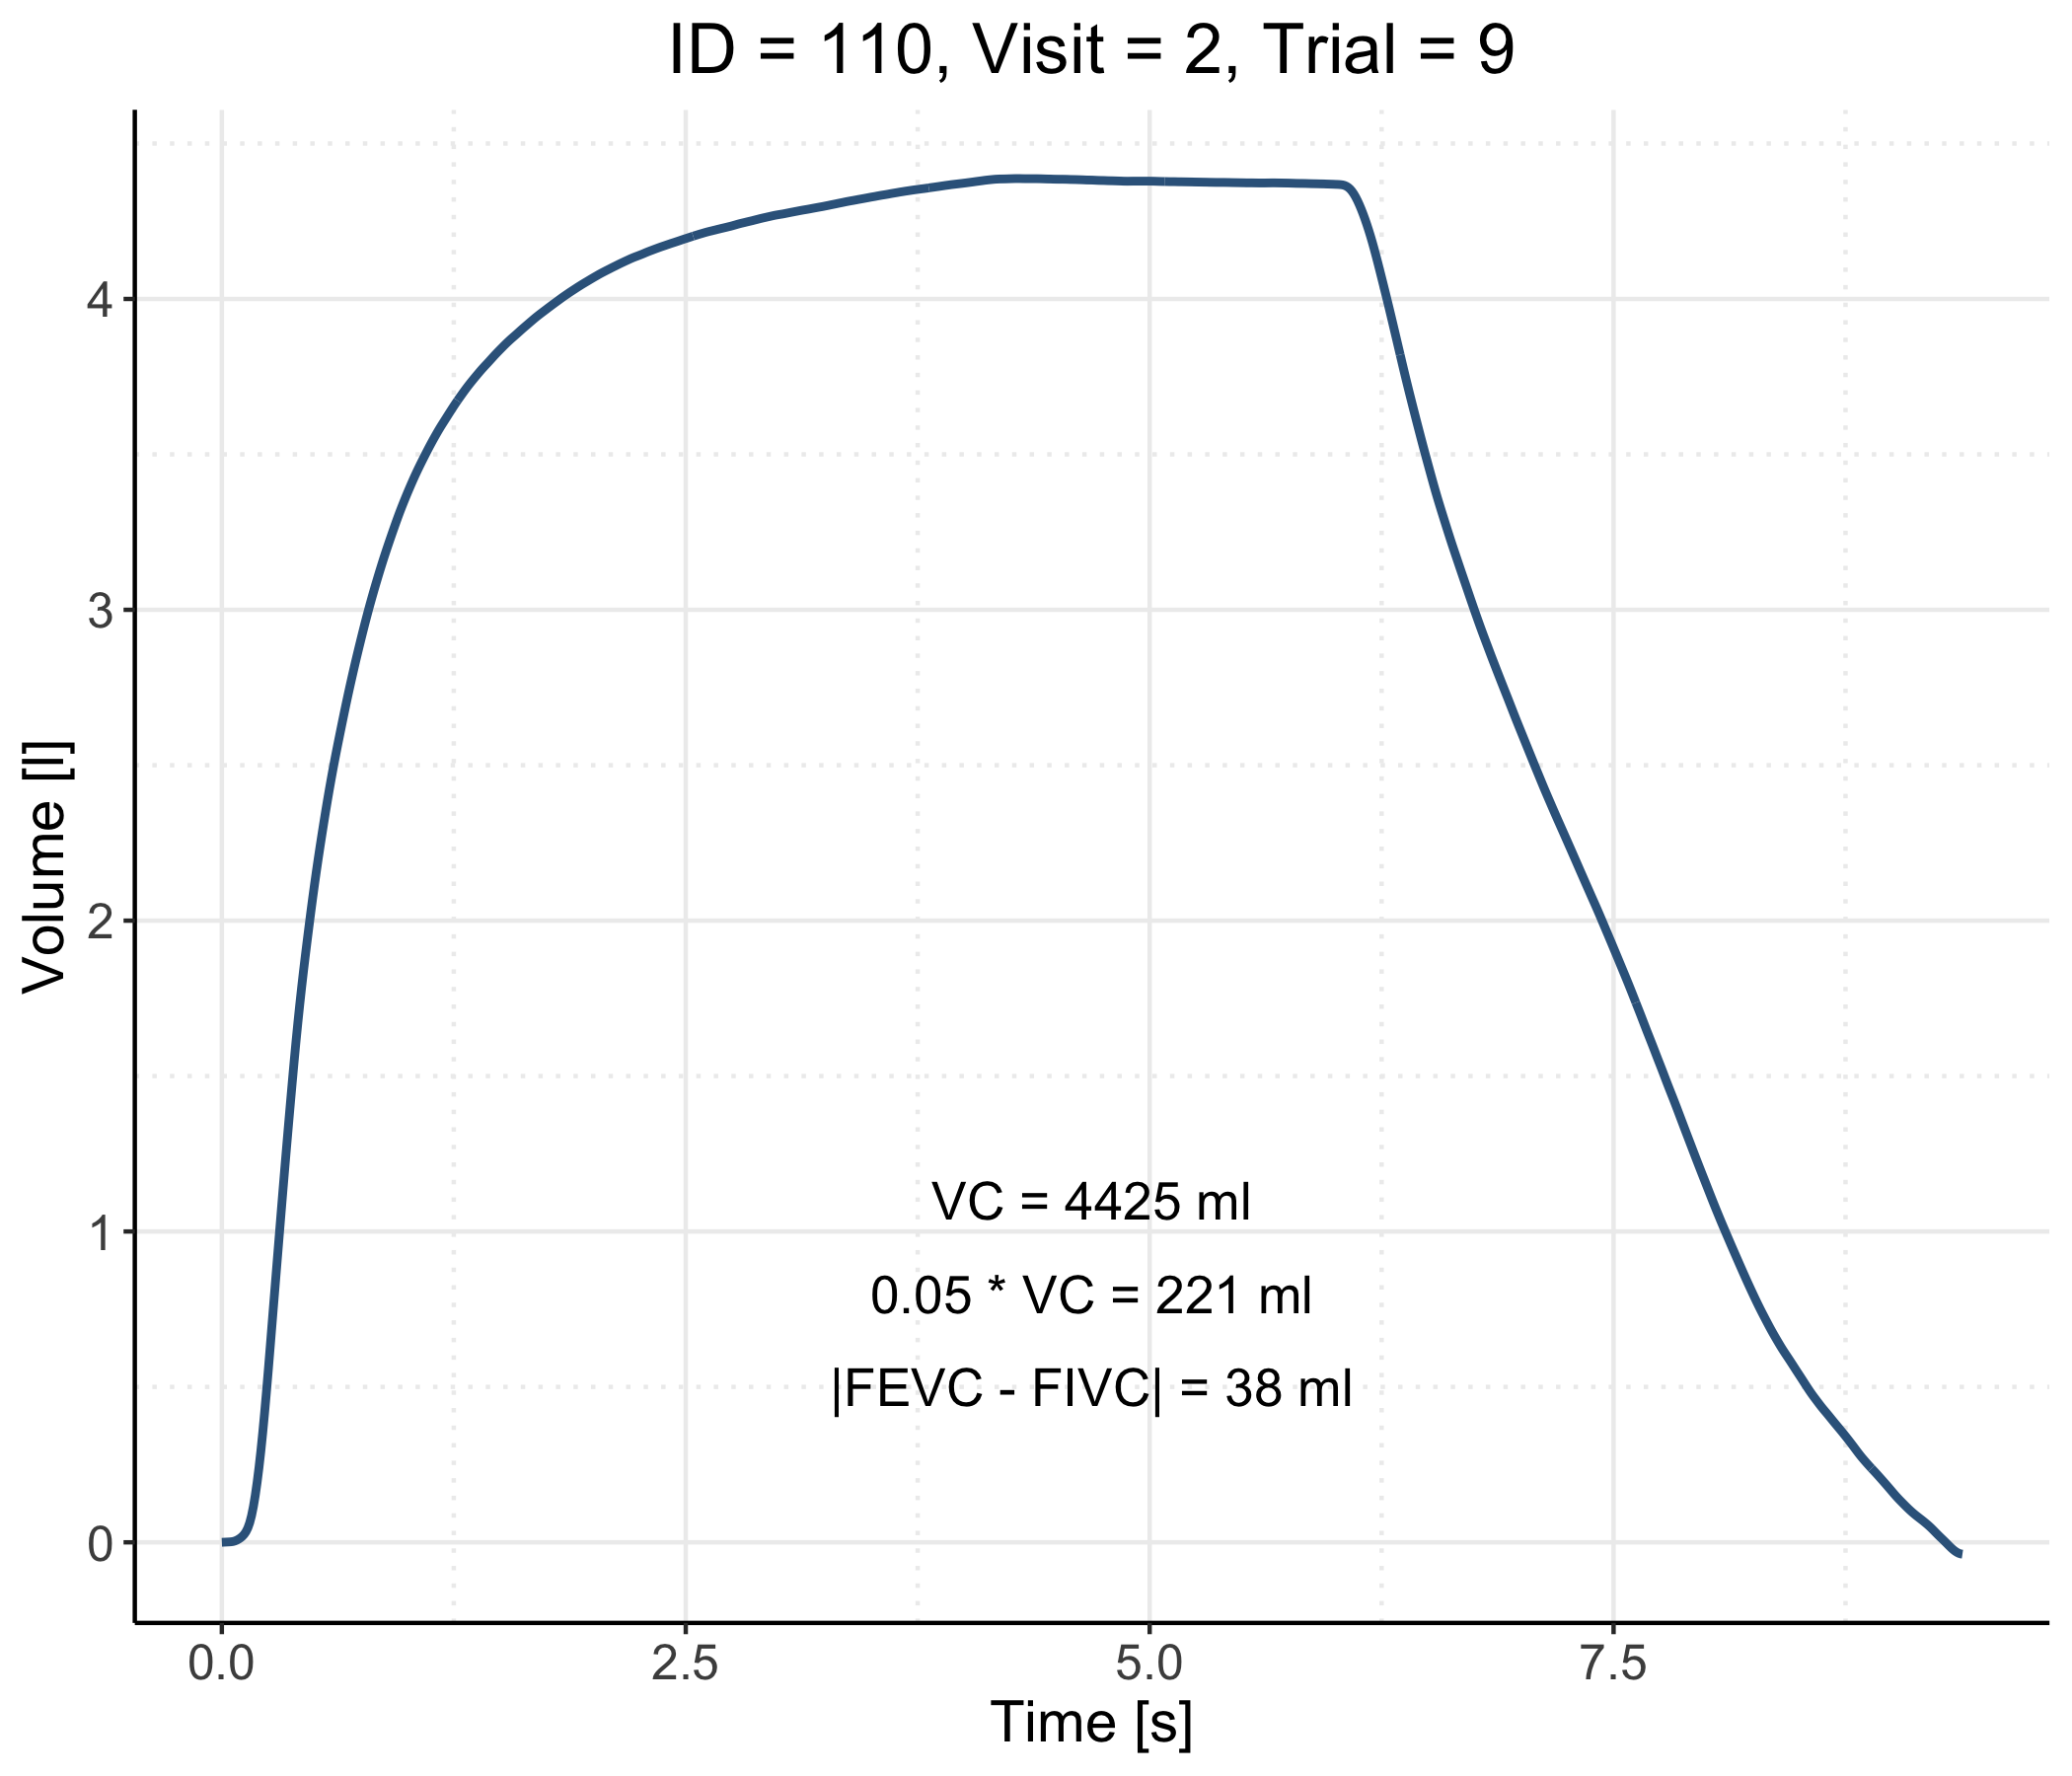 ID = 110, Visit = 2, Trial = 9
Volume [l]
4
3
2
1
0
VC = 4425 ml
0.05 * VC = 221 ml
|FEVC - FIVC| = 38 ml
0.0 2.5 5.0 7.5
Time [s]